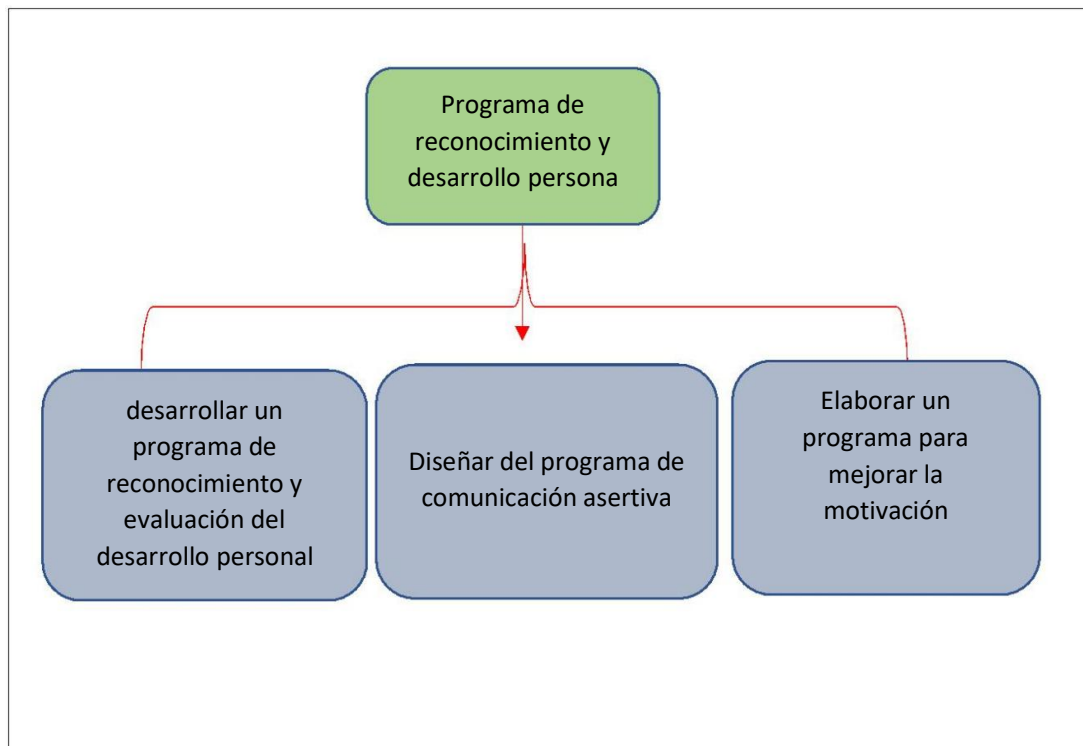 Programa de
reconocimiento y
desarrollo persona
desarrollar un
programa de
reconocimiento y
evaluación del
desarrollo personal
Diseñar del programa de
comunicación asertiva
Elaborar un
programa para
mejorar la
motivación